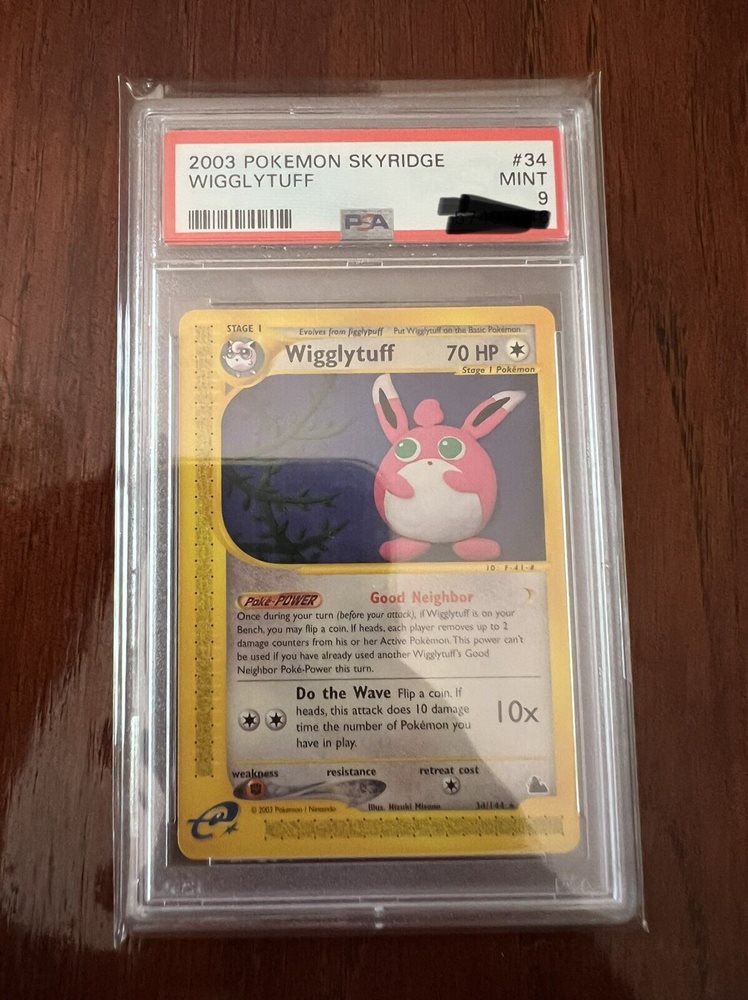 2003 POKEMON SKYRIDGE #34
WIGGLYTUFF MINT
9
PSA
STAGE 1 Evolves from Jigglypuff Put Wigglytuff on the Basic Pokémon
Wigglytuff 70 HP
Stage 1 Pokémon
ID F-41-#
Poké-POWER Good Neighbor
Once during your turn (before your attack), if Wigglytuff is on your
Bench, you may flip a coin. If heads, each player removes up to 2
damage counters from his or her Active Pokémon. This power can't
be used if you have already used another Wigglytuff's Good
Neighbor Poké-Power this turn.
Do the Wave Flip a coin. If
heads, this attack does 10 damage
time the number of Pokémon you
have in play.
10x
weakness resistance retreat cost
© 2003 Pokémon / Nintendo Illus. Hizuki Misono 34/144
e